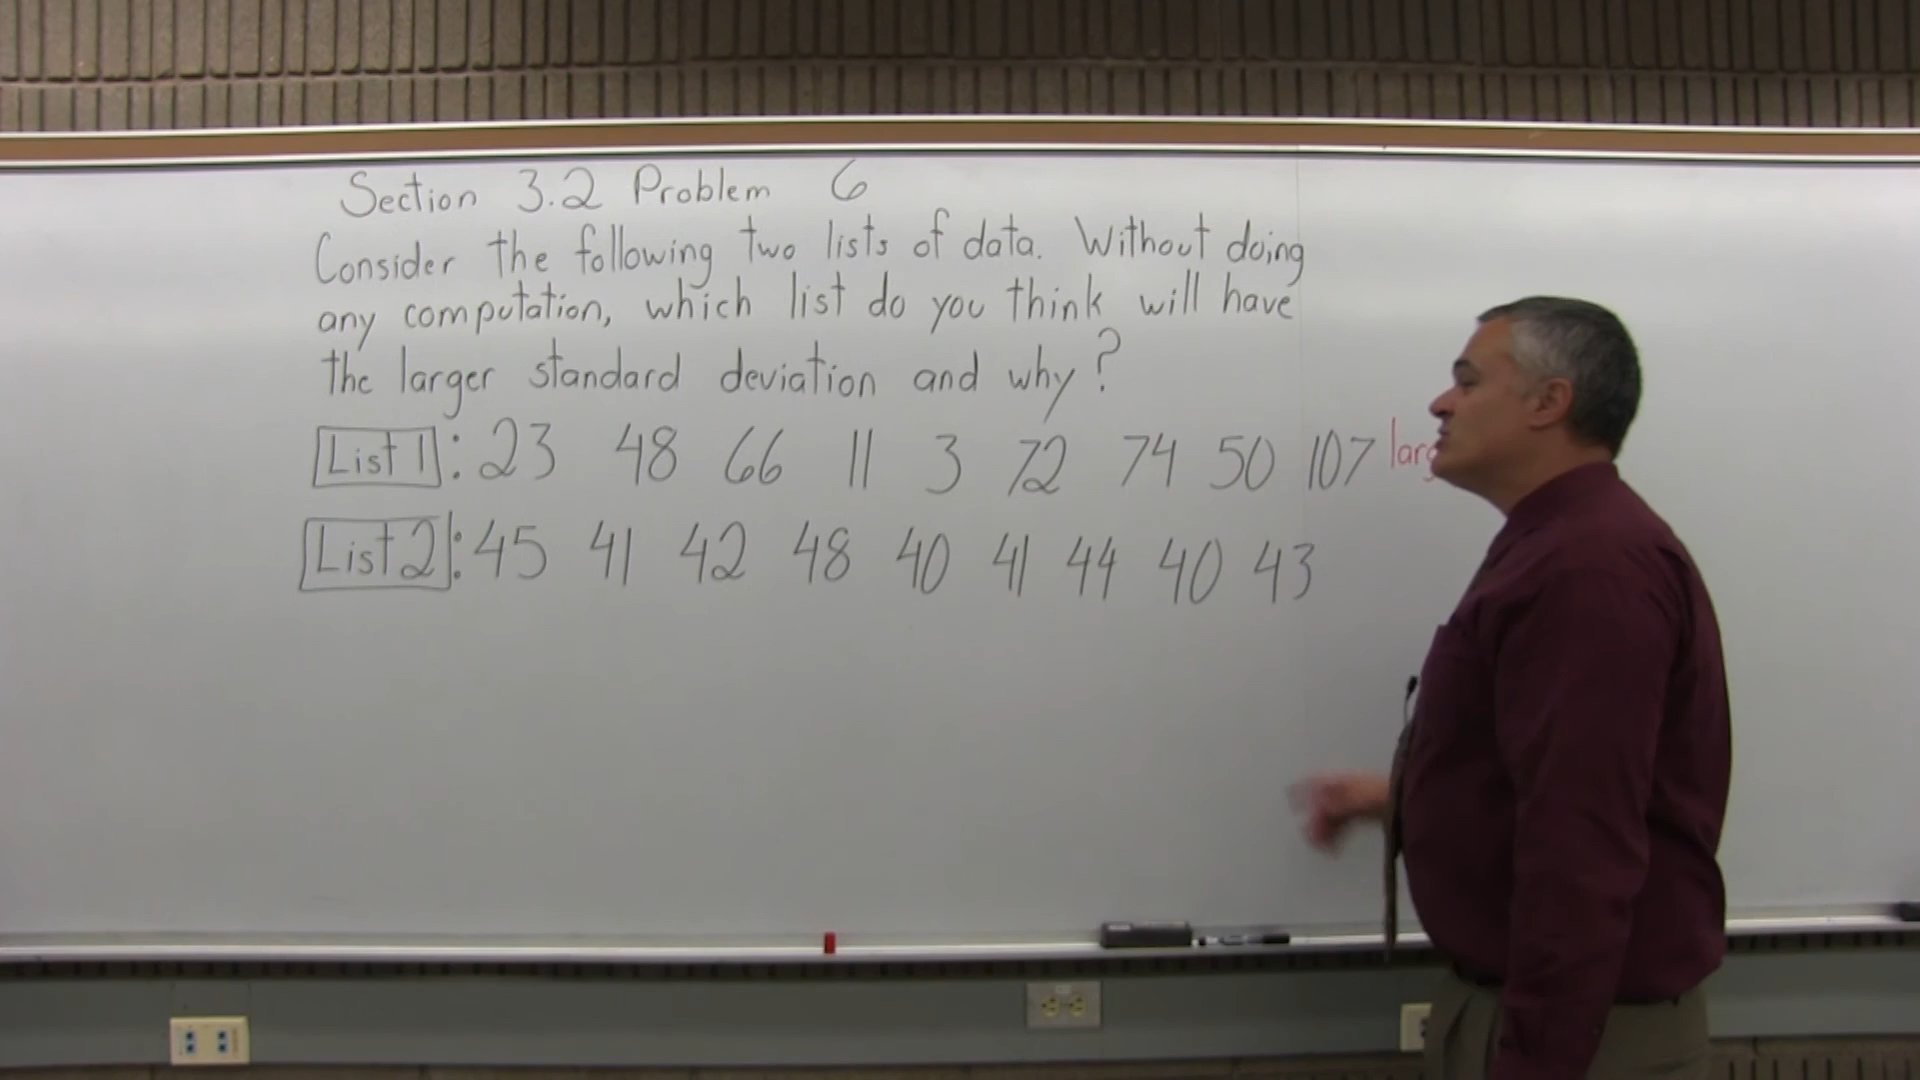 Section 3.2 Problem 6
Consider the following two lists of data. Without doing
any computation, which list do you think will have
the larger standard deviation and why?
List 1: 23 48 66 11 3 72 74 50 107
List 2: 45 41 42 48 40 41 44 40 43